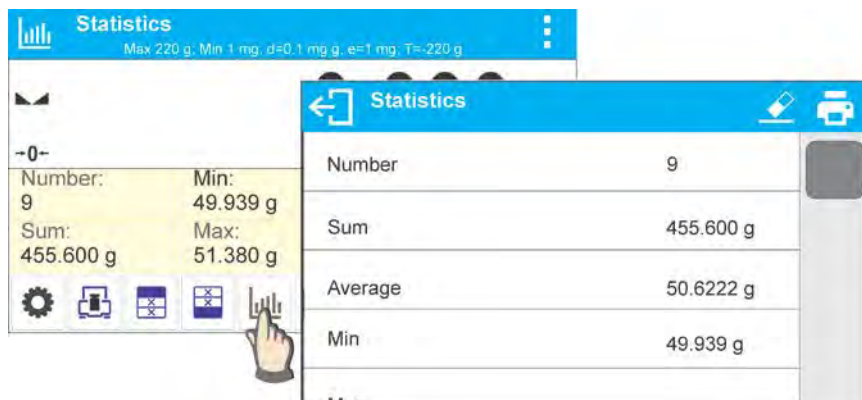 Statistics
Max 220 g; Min 1 mg; d=0.1 mg g; e=1 mg; T=-220 g
→0←
Number:
Min:
9
49.939 g
Sum:
Max:
455.600 g
51.380 g
Statistics
Number 9
Sum 455.600 g
Average 50.6222 g
Min 49.939 g